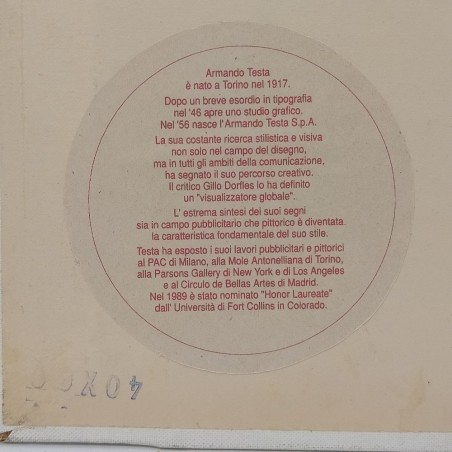 Armando Testa
è nato a Torino nel 1917.
Dopo un breve esordio in tipografia
nel '46 apre uno studio grafico.
Nel '56 nasce l'Armando Testa S.p.A.
La sua costante ricerca stilistica e visiva
non solo nel campo del disegno,
ma in tutti gli ambiti della comunicazione,
ha segnato il suo percorso creativo.
Il critico Gillo Dorfles lo ha definito
un "visualizzatore globale".
L' estrema sintesi dei suoi segni
sia in campo pubblicitario che pittorico è diventata
la caratteristica fondamentale del suo stile.
Testa ha esposto i suoi lavori pubblicitari e pittorici
al PAC di Milano, alla Mole Antonelliana di Torino,
alla Parsons Gallery di New York e di Los Angeles
e al Circulo de Bellas Artes di Madrid.
Nel 1989 è stato nominato "Honor Laureate"
dall' Università di Fort Collins in Colorado.